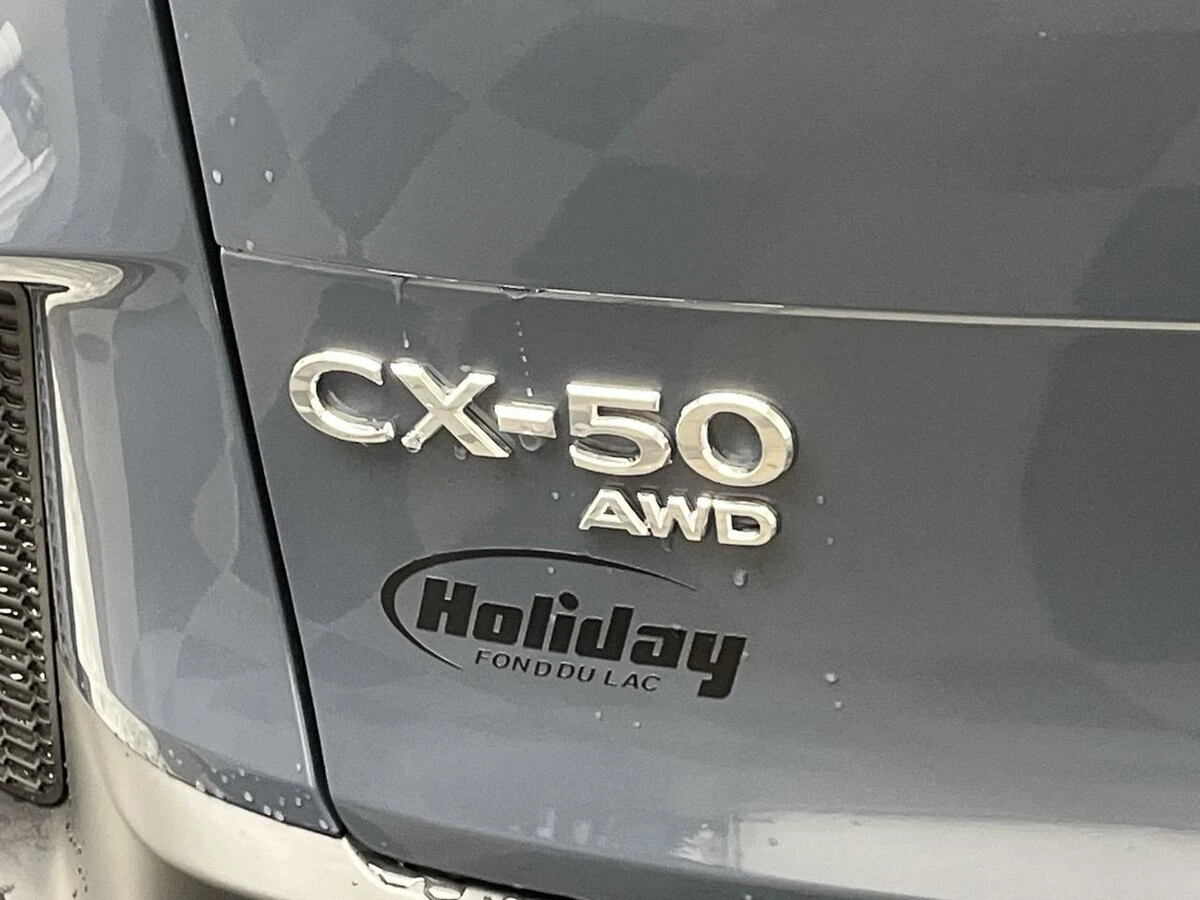 CX-50
AWD
Holiday
FOND DU LAC